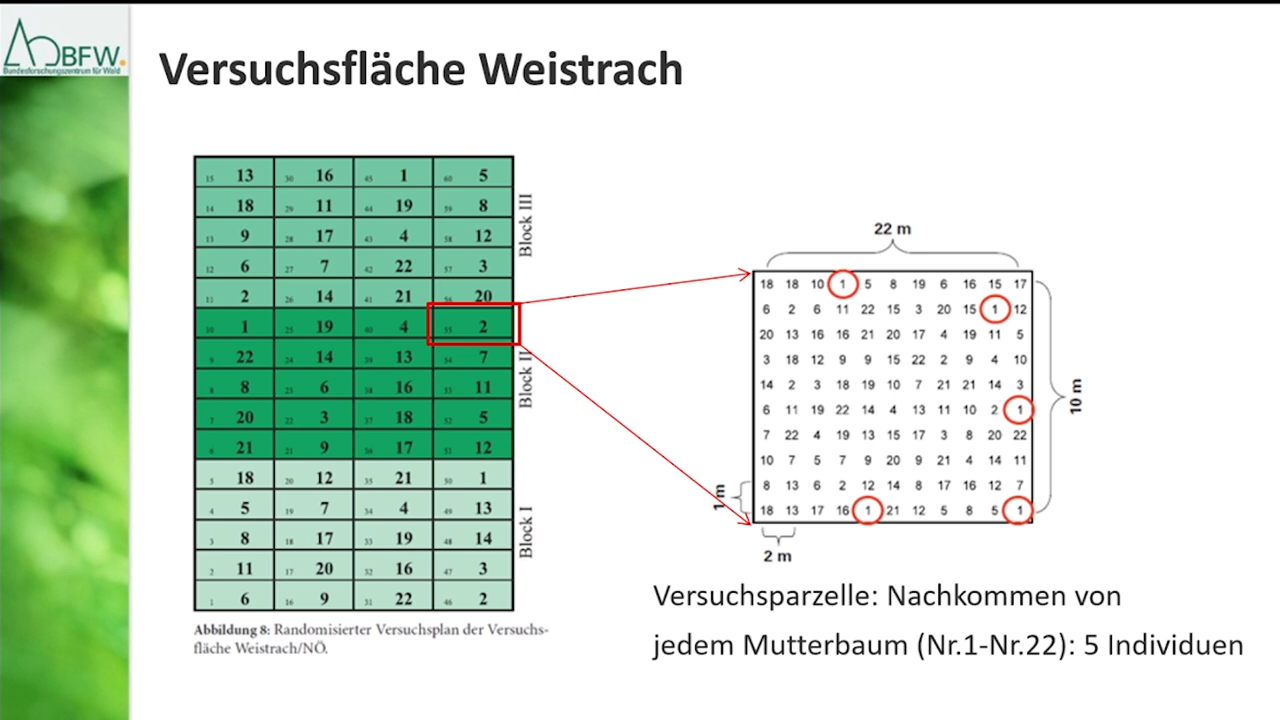 BFW.
Bundesforschungszentrum für Wald
Versuchsfläche Weistrach
15 13 30 16 45 1 60 5
14 18 29 11 44 19 59 8
13 9 28 17 43 4 58 12
12 6 27 7 42 22 57 3
11 2 26 14 41 21 56 20
10 1 25 19 40 4 55 2
9 22 24 14 39 13 54 7
8 8 23 6 38 16 53 11
7 20 22 3 37 18 52 5
6 21 21 9 36 17 51 12
5 18 20 12 35 21 50 1
4 5 19 7 34 4 49 13
3 8 18 17 33 19 48 14
2 11 17 20 32 16 47 3
1 6 16 9 31 22 46 2
Block III
Block II
Block I
Abbildung 8: Randomisierter Versuchsplan der Versuchs-
fläche Weistrach/NÖ.
22 m
18 18 10 1 5 8 19 6 16 15 17
6 2 6 11 22 15 3 20 15 1 12
20 13 16 16 21 20 17 4 19 11 5
3 18 12 9 9 15 22 2 9 4 10
14 2 3 18 19 10 7 21 21 14 3
6 11 19 22 14 4 13 11 10 2 1
7 22 4 19 13 15 17 3 8 20 22
10 7 5 7 9 20 9 21 4 14 11
8 13 6 2 12 14 8 17 16 12 7
18 13 17 16 1 21 12 5 8 5 1
10 m
1 m
2 m
Versuchsparzelle: Nachkommen von
jedem Mutterbaum (Nr.1-Nr.22): 5 Individuen